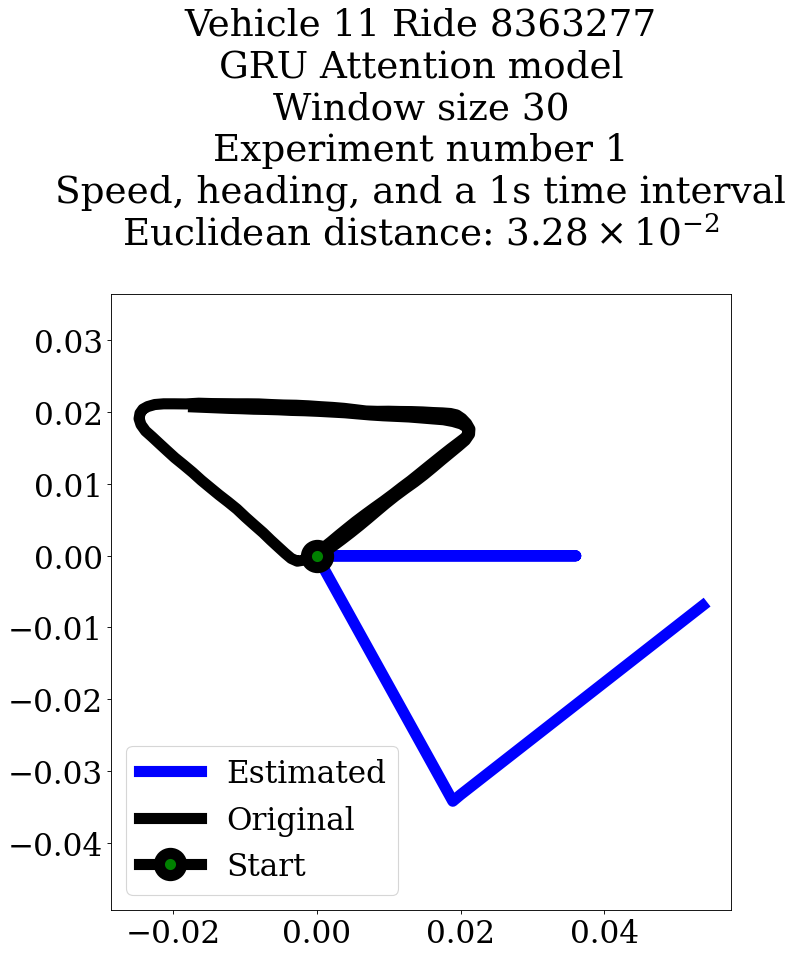 Vehicle 11 Ride 8363277
GRU Attention model
Window size 30
Experiment number 1
Speed, heading, and a 1s time interval
Euclidean distance: 3.28 × 10⁻²
0.03
0.02
0.01
0.00
−0.01
−0.02
−0.03
−0.04
Estimated
Original
Start
−0.02 0.00 0.02 0.04